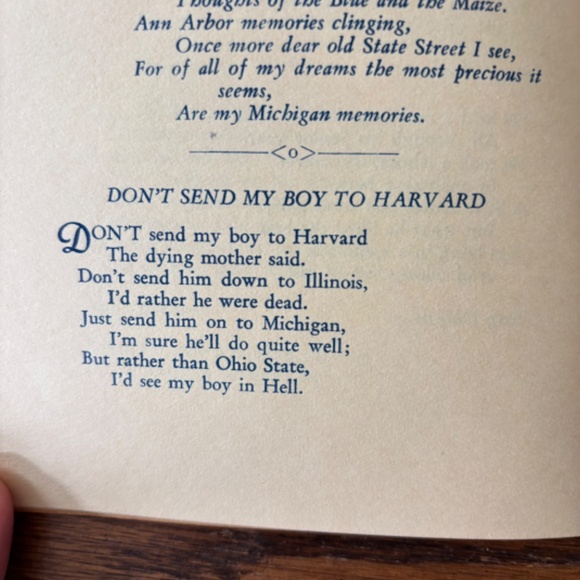 Thoughts of the Blue and the Maize.
Ann Arbor memories clinging,
Once more dear old State Street I see,
For of all of my dreams the most precious it
seems,
Are my Michigan memories.
<o>
DON'T SEND MY BOY TO HARVARD
DON'T send my boy to Harvard
The dying mother said.
Don't send him down to Illinois,
I'd rather he were dead.
Just send him on to Michigan,
I'm sure he'll do quite well;
But rather than Ohio State,
I'd see my boy in Hell.